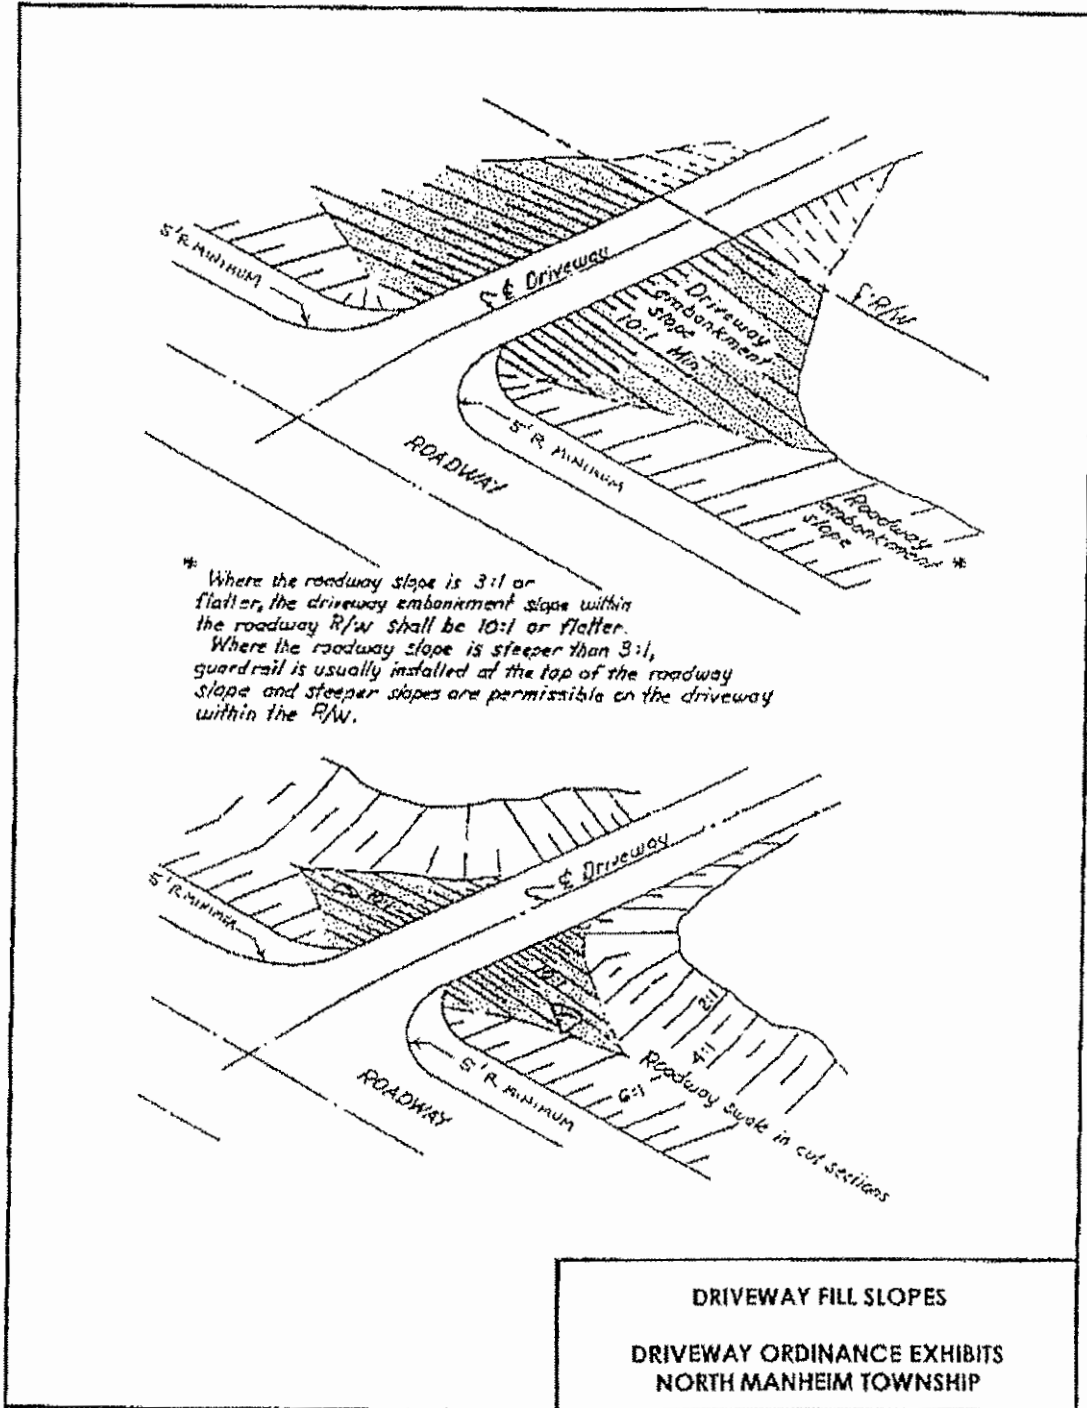 5'R MINIMUM
℄ Driveway
Driveway
embankment
slope
10:1 Min
R/W
5'R MINIMUM
ROADWAY
Roadway
embankment *
slope
* Where the roadway slope is 3:1 or
flatter, the driveway embankment slope within
the roadway R/W shall be 10:1 or flatter.
Where the roadway slope is steeper than 3:1,
guardrail is usually installed at the top of the roadway
slope and steeper slopes are permissible on the driveway
within the R/W.
℄ Driveway
5'R MINIMUM
10:1
10:1
2:1
4:1
6:1
Roadway swale in cut sections
5'R MINIMUM
ROADWAY
DRIVEWAY FILL SLOPES
DRIVEWAY ORDINANCE EXHIBITS
NORTH MANHEIM TOWNSHIP